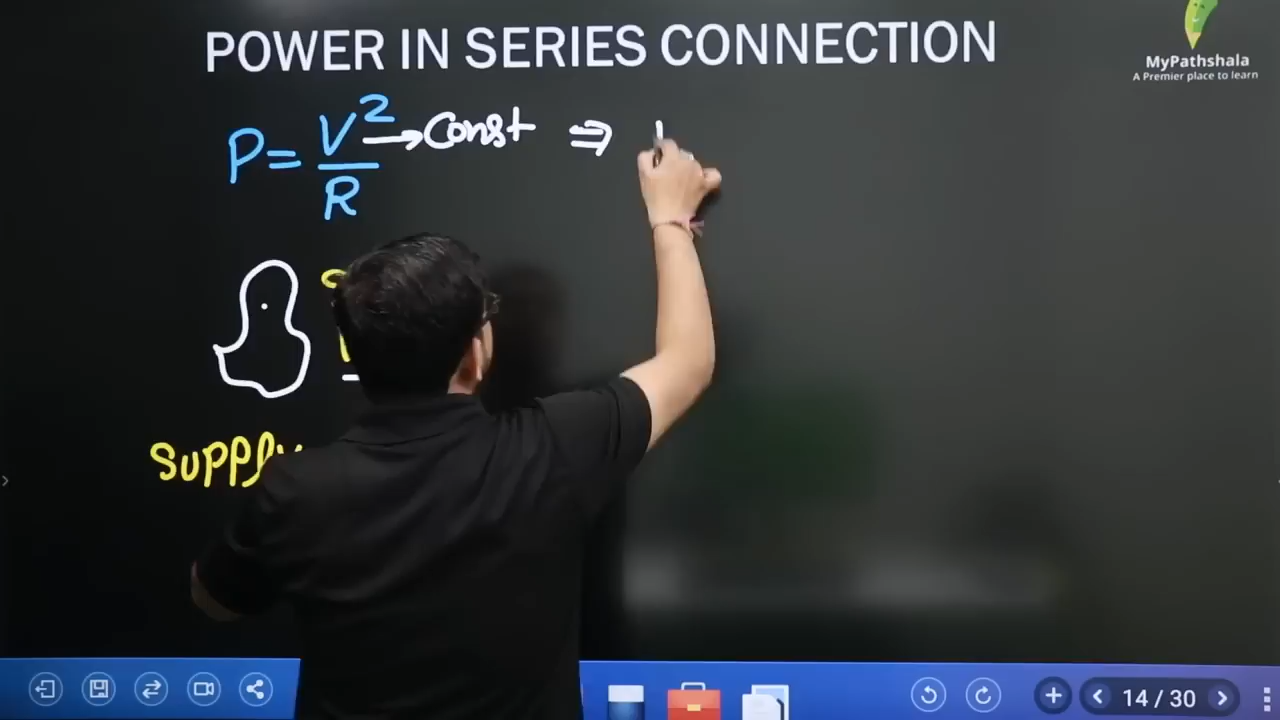 POWER IN SERIES CONNECTION
MyPathshala
A Premier place to learn
P = V²/R → Const ⇒
14 / 30